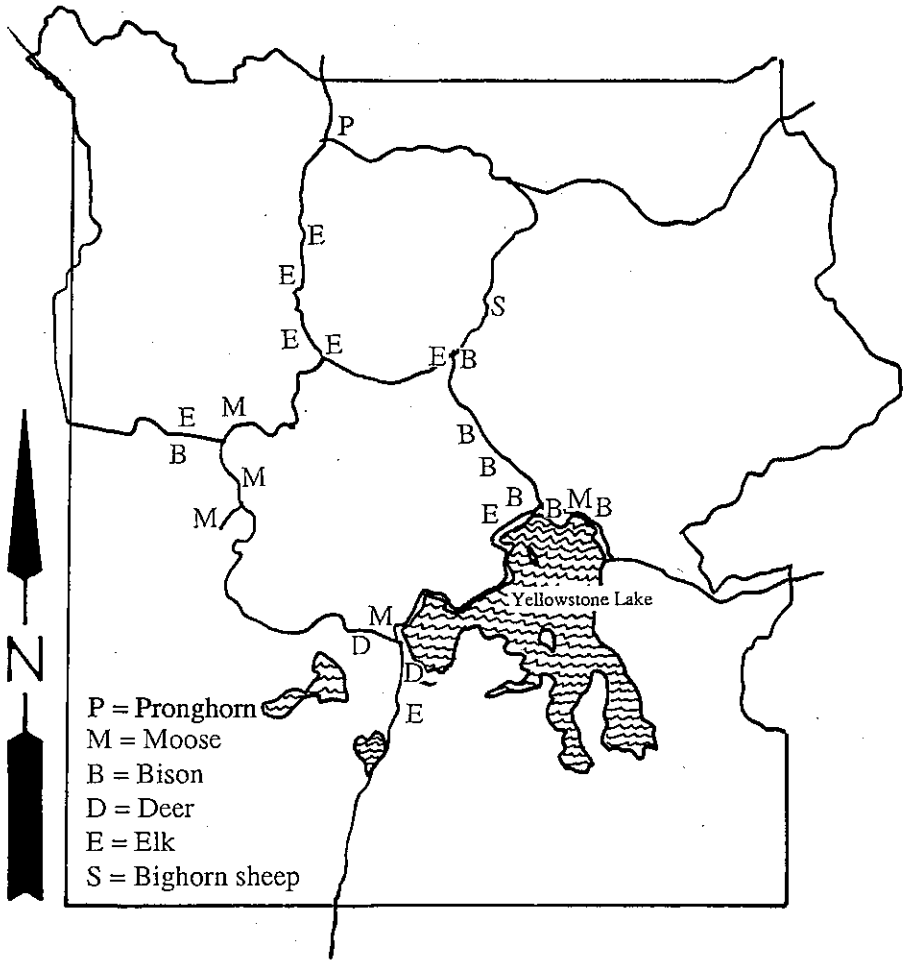 P
E
E
S
E E
E B
E M
B
B
M
B
B B M B
M E
Yellowstone Lake
M
D
D
E
N
P = Pronghorn
M = Moose
B = Bison
D = Deer
E = Elk
S = Bighorn sheep